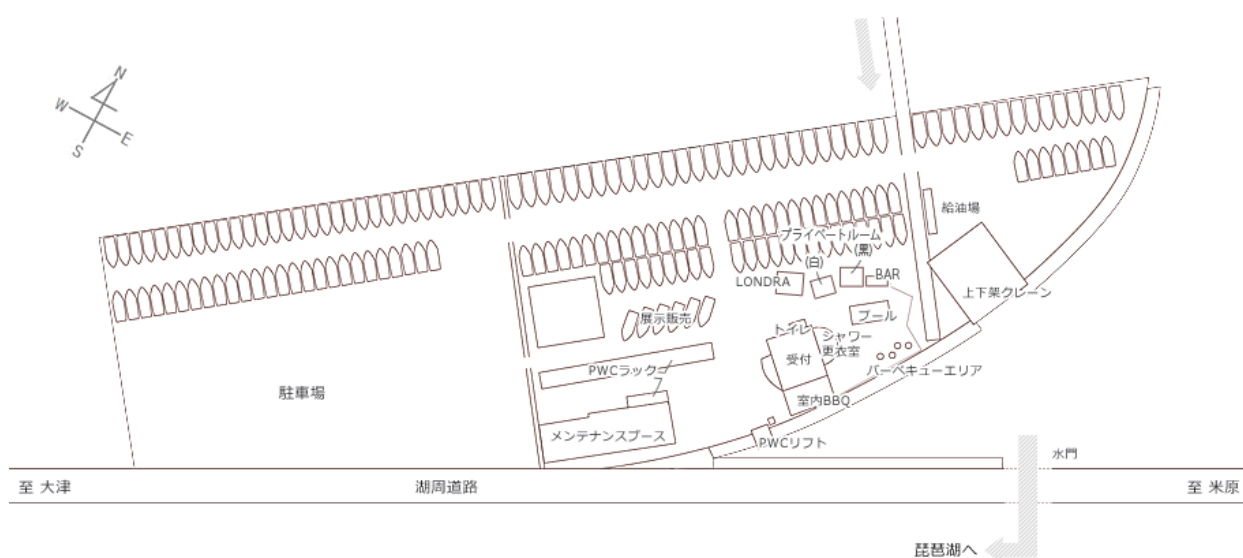 N
W
E
S
給油場
プライベートルーム
(黒)
(白)
LONDRA
BAR
上下架クレーン
プール
展示販売
トイレ
シャワー
更衣室
受付
PWCラック
バーベキューエリア
駐車場
室内BBQ
メンテナンスブース
PWCリフト
水門
至 大津
湖周道路
至 米原
琵琶湖へ